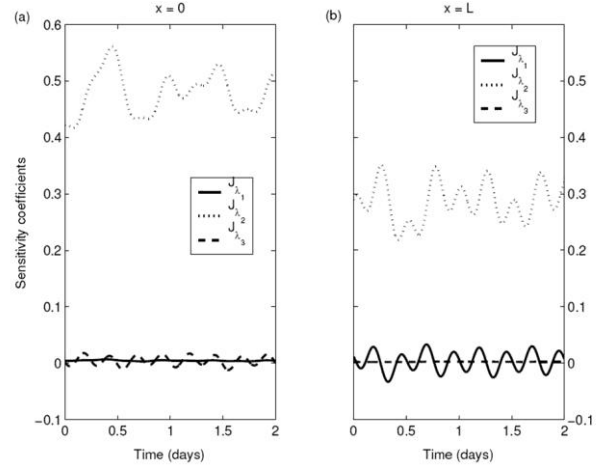 (a)
x = 0
0.6
0.5
0.4
0.3
0.2
0.1
0
−0.1
Sensitivity coefficients
J_λ1
J_λ2
J_λ3
0 0.5 1 1.5 2
Time (days)
(b)
x = L
J_λ1
J_λ2
J_λ3
0.5
0.4
0.3
0.2
0.1
0
−0.1
0 0.5 1 1.5 2
Time (days)